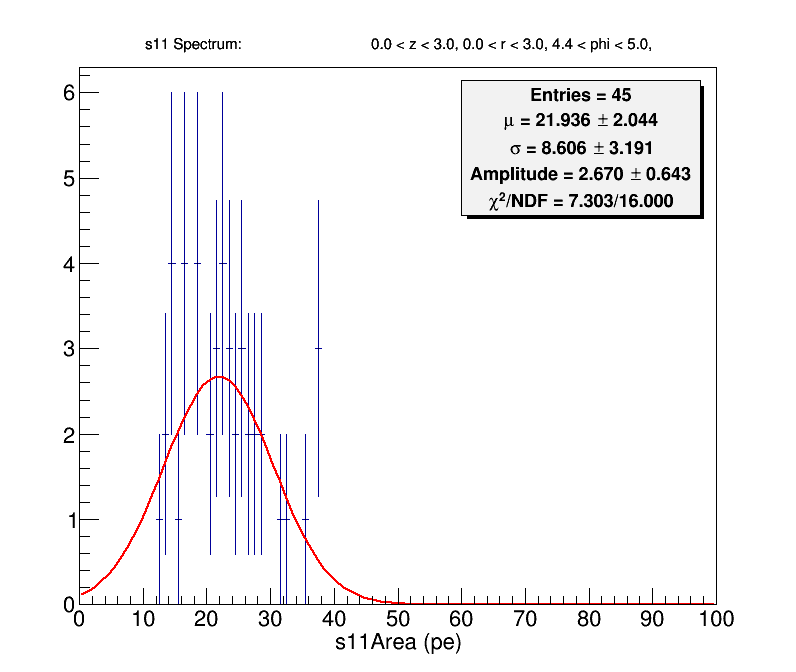 s11 Spectrum: 0.0 < z < 3.0, 0.0 < r < 3.0, 4.4 < phi < 5.0,
Entries = 45
μ = 21.936 ± 2.044
σ = 8.606 ± 3.191
Amplitude = 2.670 ± 0.643
χ²/NDF = 7.303/16.000
6
5
4
3
2
1
0
0 10 20 30 40 50 60 70 80 90 100
s11Area (pe)